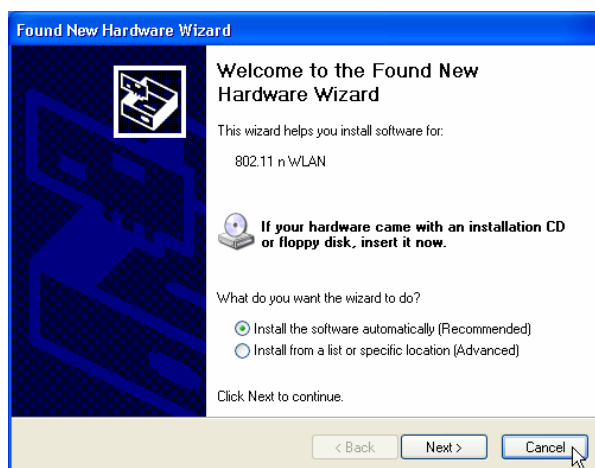 Found New Hardware Wizard
Welcome to the Found New
Hardware Wizard
This wizard helps you install software for:
802.11 n WLAN
If your hardware came with an installation CD
or floppy disk, insert it now.
What do you want the wizard to do?
Install the software automatically (Recommended)
Install from a list or specific location (Advanced)
Click Next to continue.
< Back Next > Cancel